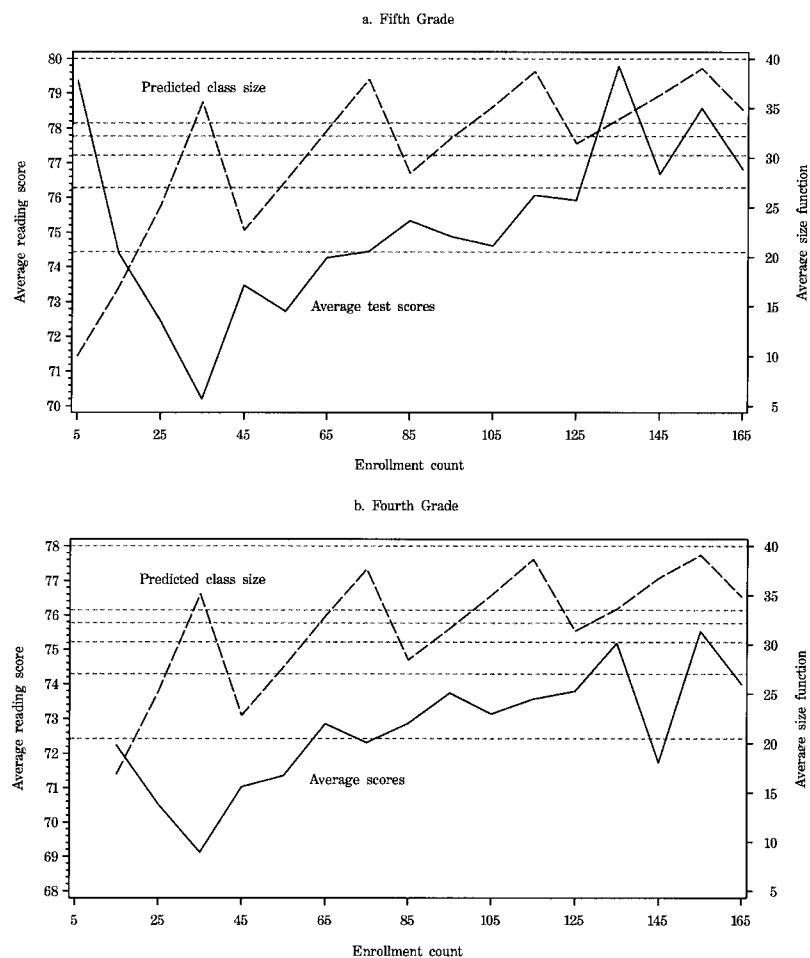 a. Fifth Grade
80
79
78
77
76
75
74
73
72
71
70
Average reading score
Predicted class size
Average test scores
40
35
30
25
20
15
10
5
Average size function
5 25 45 65 85 105 125 145 165
Enrollment count
b. Fourth Grade
78
77
76
75
74
73
72
71
70
69
68
Average reading score
Predicted class size
Average scores
40
35
30
25
20
15
10
5
Average size function
5 25 45 65 85 105 125 145 165
Enrollment count